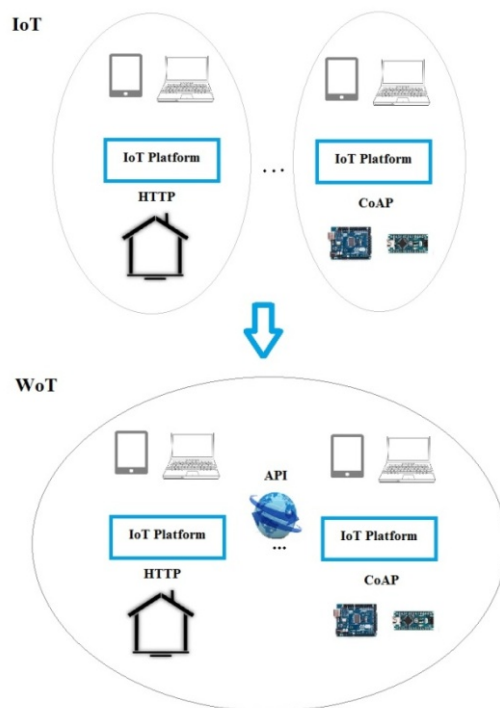 IoT
IoT Platform
HTTP
...
IoT Platform
CoAP
WoT
API
...
IoT Platform
HTTP
IoT Platform
CoAP